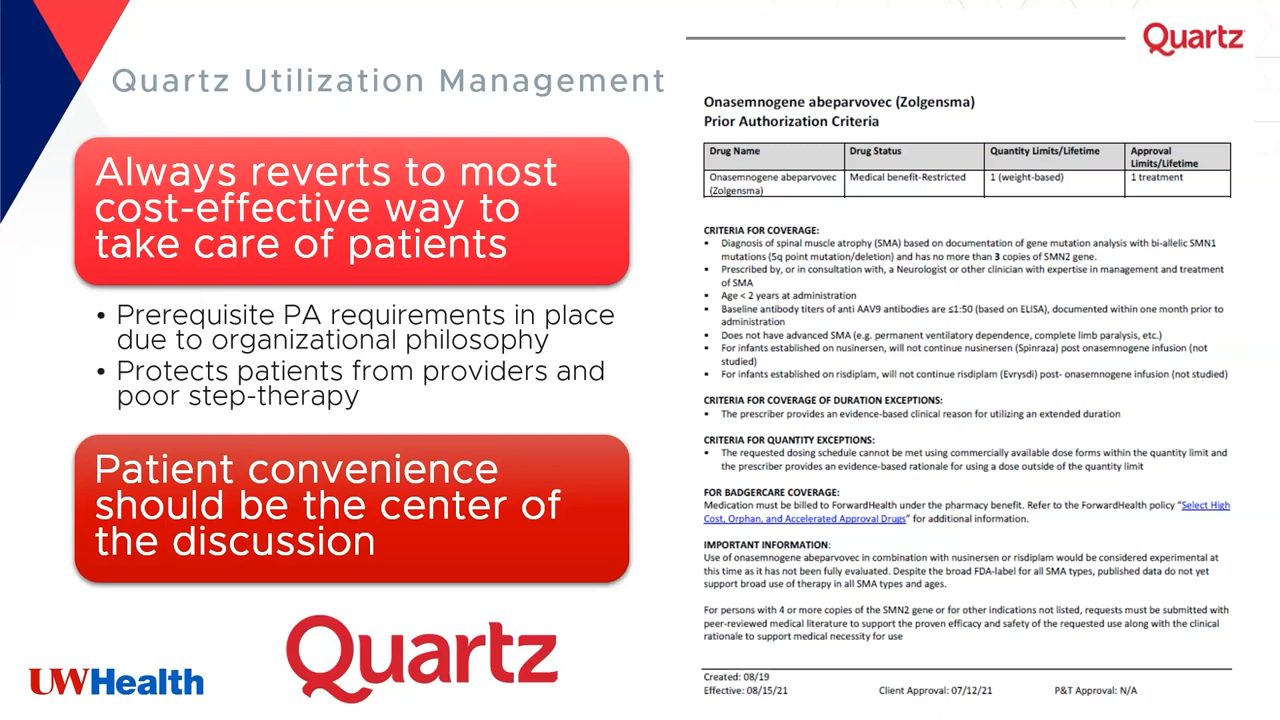 Quartz Utilization Management
Always reverts to most
cost-effective way to
take care of patients
• Prerequisite PA requirements in place
due to organizational philosophy
• Protects patients from providers and
poor step-therapy
Patient convenience
should be the center of
the discussion
Quartz
UWHealth
Quartz
Onasemnogene abeparvovec (Zolgensma)
Prior Authorization Criteria
Drug Name Drug Status Quantity Limits/Lifetime Approval
Limits/Lifetime
Onasemnogene abeparvovec Medical benefit-Restricted 1 (weight-based) 1 treatment
(Zolgensma)
CRITERIA FOR COVERAGE:
▪ Diagnosis of spinal muscle atrophy (SMA) based on documentation of gene mutation analysis with bi-allelic SMN1
mutations (5q point mutation/deletion) and has no more than 3 copies of SMN2 gene.
▪ Prescribed by, or in consultation with, a Neurologist or other clinician with expertise in management and treatment
of SMA
▪ Age < 2 years at administration
▪ Baseline antibody titers of anti AAV9 antibodies are ≤1:50 (based on ELISA), documented within one month prior to
administration
▪ Does not have advanced SMA (e.g. permanent ventilatory dependence, complete limb paralysis, etc.)
▪ For infants established on nusinersen, will not continue nusinersen (Spinraza) post onasemnogene infusion (not
studied)
▪ For infants established on risdiplam, will not continue risdiplam (Evrysdi) post- onasemnogene infusion (not studied)
CRITERIA FOR COVERAGE OF DURATION EXCEPTIONS:
▪ The prescriber provides an evidence-based clinical reason for utilizing an extended duration
CRITERIA FOR QUANTITY EXCEPTIONS:
▪ The requested dosing schedule cannot be met using commercially available dose forms within the quantity limit and
the prescriber provides an evidence-based rationale for using a dose outside of the quantity limit
FOR BADGERCARE COVERAGE:
Medication must be billed to ForwardHealth under the pharmacy benefit. Refer to the ForwardHealth policy “Select High
Cost, Orphan, and Accelerated Approval Drugs” for additional information.
IMPORTANT INFORMATION:
Use of onasemnogene abeparvovec in combination with nusinersen or risdiplam would be considered experimental at
this time as it has not been fully evaluated. Despite the broad FDA-label for all SMA types, published data do not yet
support broad use of therapy in all SMA types and ages.
For persons with 4 or more copies of the SMN2 gene or for other indications not listed, requests must be submitted with
peer-reviewed medical literature to support the proven efficacy and safety of the requested use along with the clinical
rationale to support medical necessity for use
Created: 08/19
Effective: 08/15/21 Client Approval: 07/12/21 P&T Approval: N/A